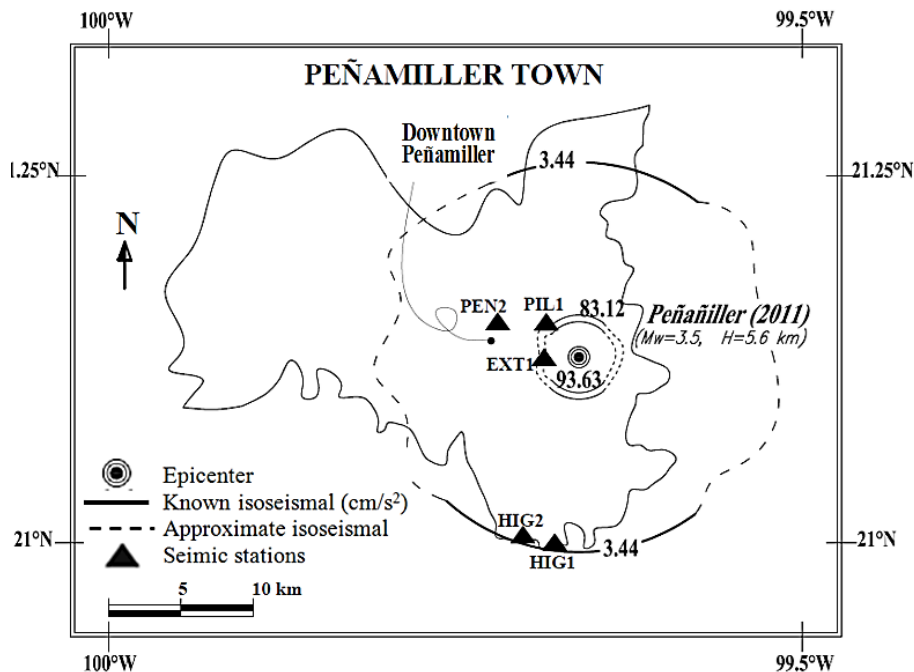 100°W
99.5°W
PEÑAMILLER TOWN
Downtown
Peñamiller
3.44
1.25°N
21.25°N
N
PEN2
PIL1
83.12
Peñañiller (2011)
(Mw=3.5, H=5.6 km)
EXT1
93.63
Epicenter
Known isoseismal (cm/s²)
Approximate isoseismal
Seimic stations
HIG2
HIG1
3.44
21°N
21°N
5
10 km
100°W
99.5°W